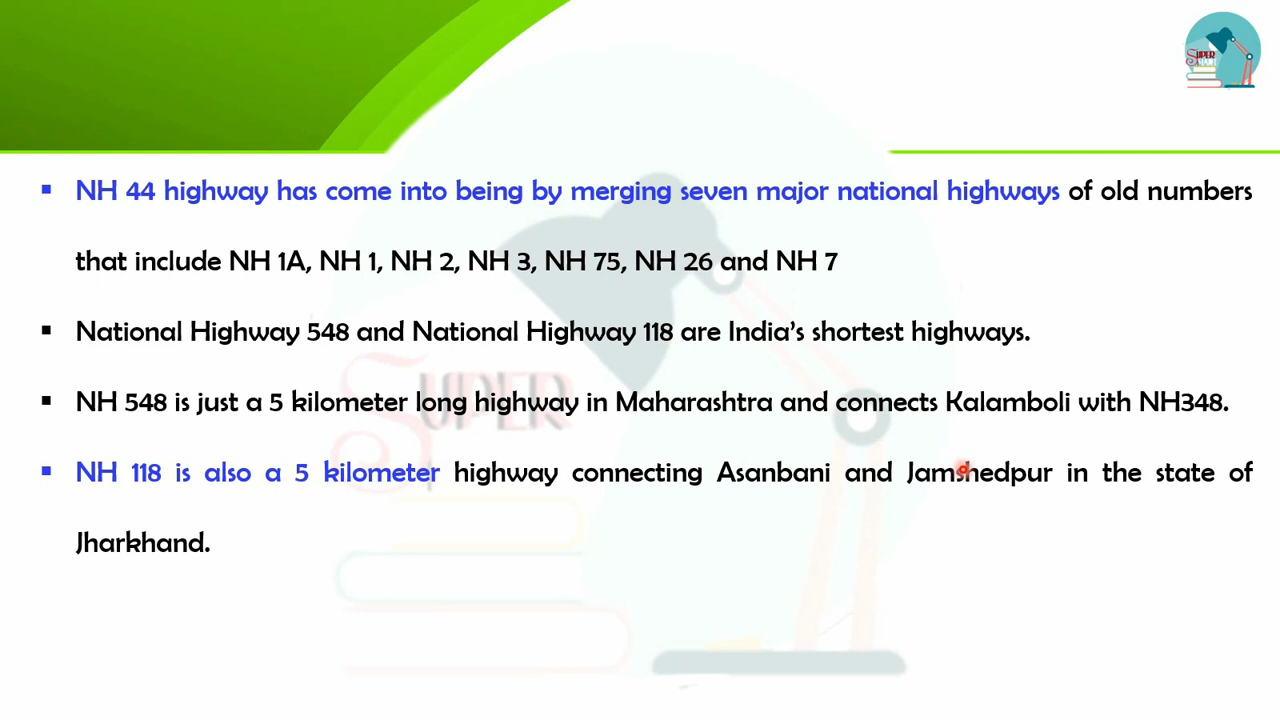 SUPER
▪ NH 44 highway has come into being by merging seven major national highways of old numbers
that include NH 1A, NH 1, NH 2, NH 3, NH 75, NH 26 and NH 7
▪ National Highway 548 and National Highway 118 are India’s shortest highways.
▪ NH 548 is just a 5 kilometer long highway in Maharashtra and connects Kalamboli with NH348.
▪ NH 118 is also a 5 kilometer highway connecting Asanbani and Jamshedpur in the state of
Jharkhand.
SUPER